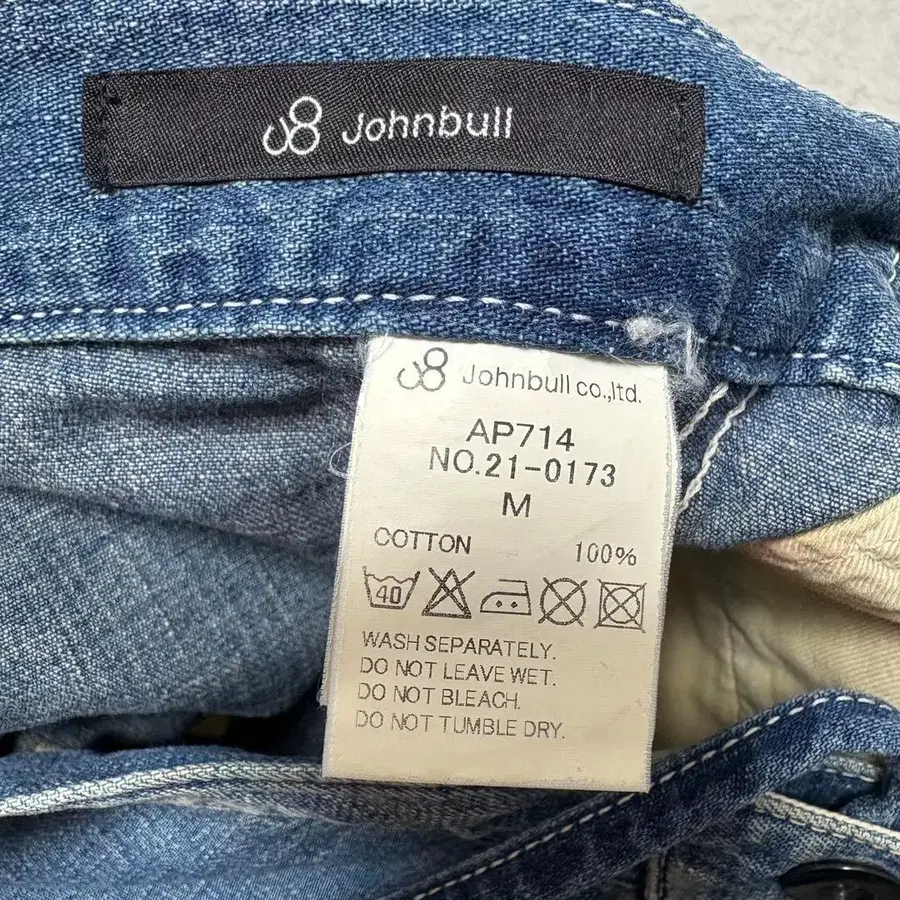 Johnbull
Johnbull co.,ltd.
AP714
NO.21-0173
M
COTTON 100%
40
WASH SEPARATELY.
DO NOT LEAVE WET.
DO NOT BLEACH.
DO NOT TUMBLE DRY.